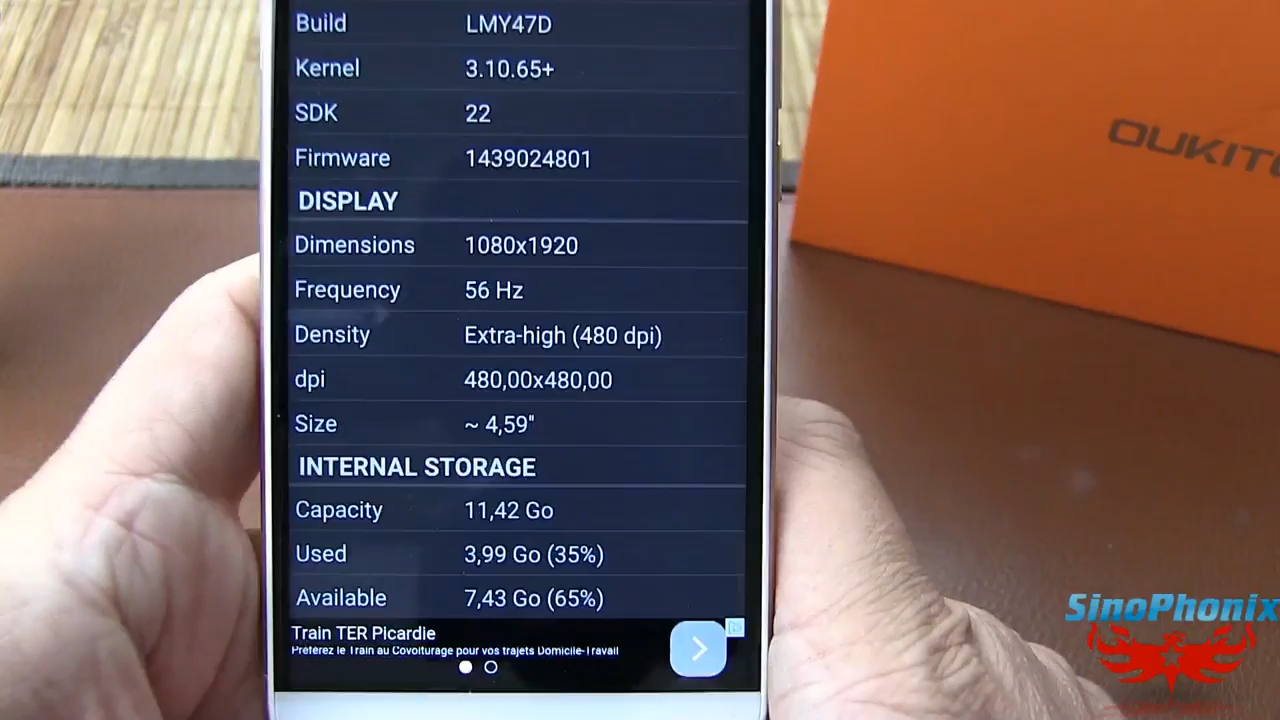 Build LMY47D
Kernel 3.10.65+
SDK 22
Firmware 1439024801
DISPLAY
Dimensions 1080x1920
Frequency 56 Hz
Density Extra-high (480 dpi)
dpi 480,00x480,00
Size ~ 4,59"
INTERNAL STORAGE
Capacity 11,42 Go
Used 3,99 Go (35%)
Available 7,43 Go (65%)
Train TER Picardie
Préférez le Train au Covoiturage pour vos trajets Domicile-Travail
OUKIT
SinoPhonix